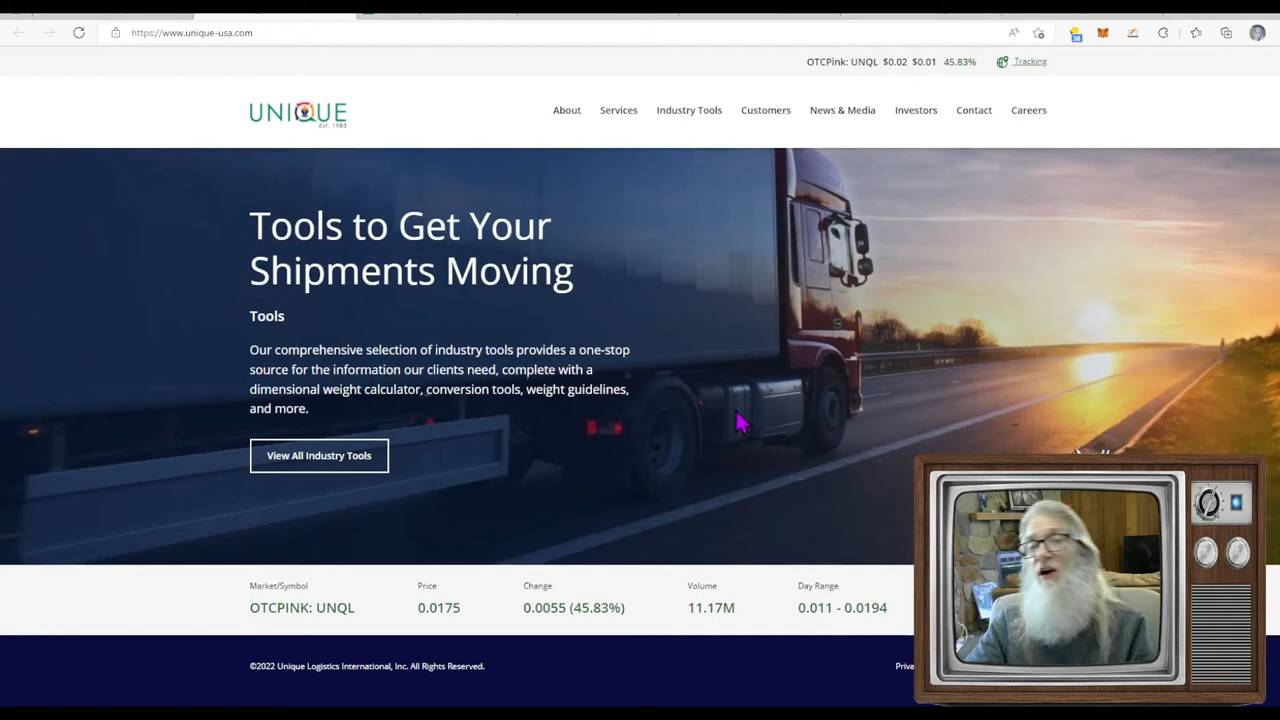 https://www.unique-usa.com
38
OTCPink: UNQL $0.02 $0.01 45.83% Tracking
UNIQUE
Est. 1983
About Services Industry Tools Customers News & Media Investors Contact Careers
Tools to Get Your
Shipments Moving
Tools
Our comprehensive selection of industry tools provides a one-stop
source for the information our clients need, complete with a
dimensional weight calculator, conversion tools, weight guidelines,
and more.
View All Industry Tools
Market/Symbol Price Change Volume Day Range
OTCPINK: UNQL 0.0175 0.0055 (45.83%) 11.17M 0.011 - 0.0194
©2022 Unique Logistics International, Inc. All Rights Reserved. Priva